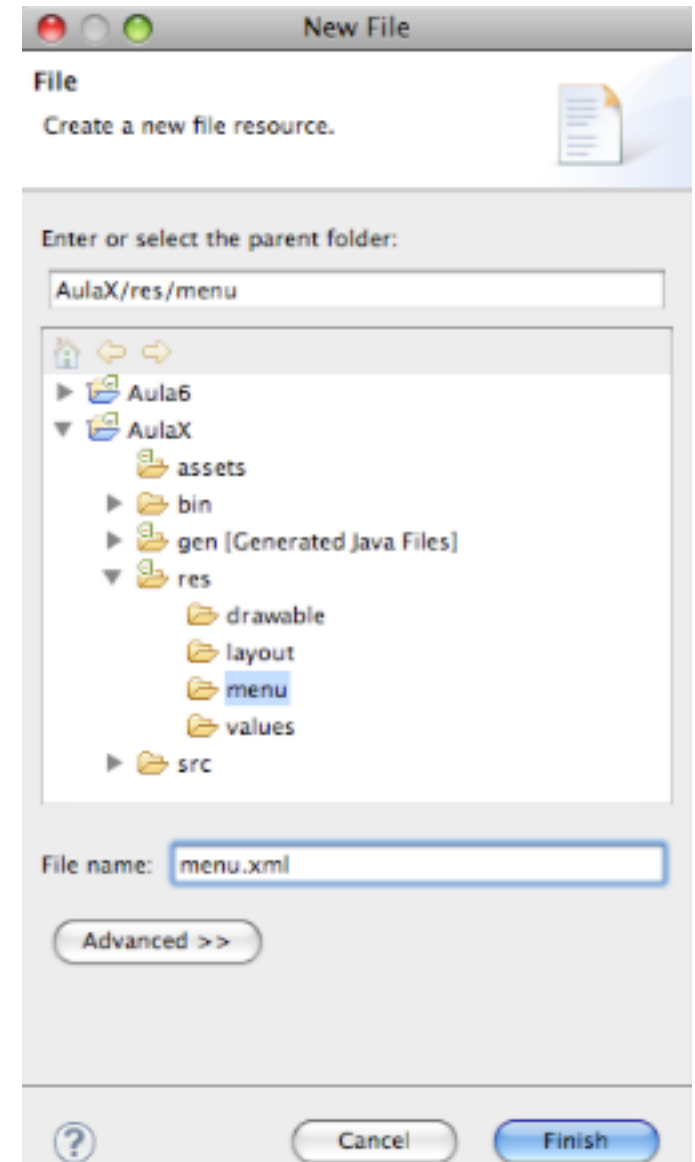 New File
File
Create a new file resource.
Enter or select the parent folder:
AulaX/res/menu
Aula6
AulaX
assets
bin
gen [Generated Java Files]
res
drawable
layout
menu
values
src
File name: menu.xml
Advanced >>
? Cancel Finish